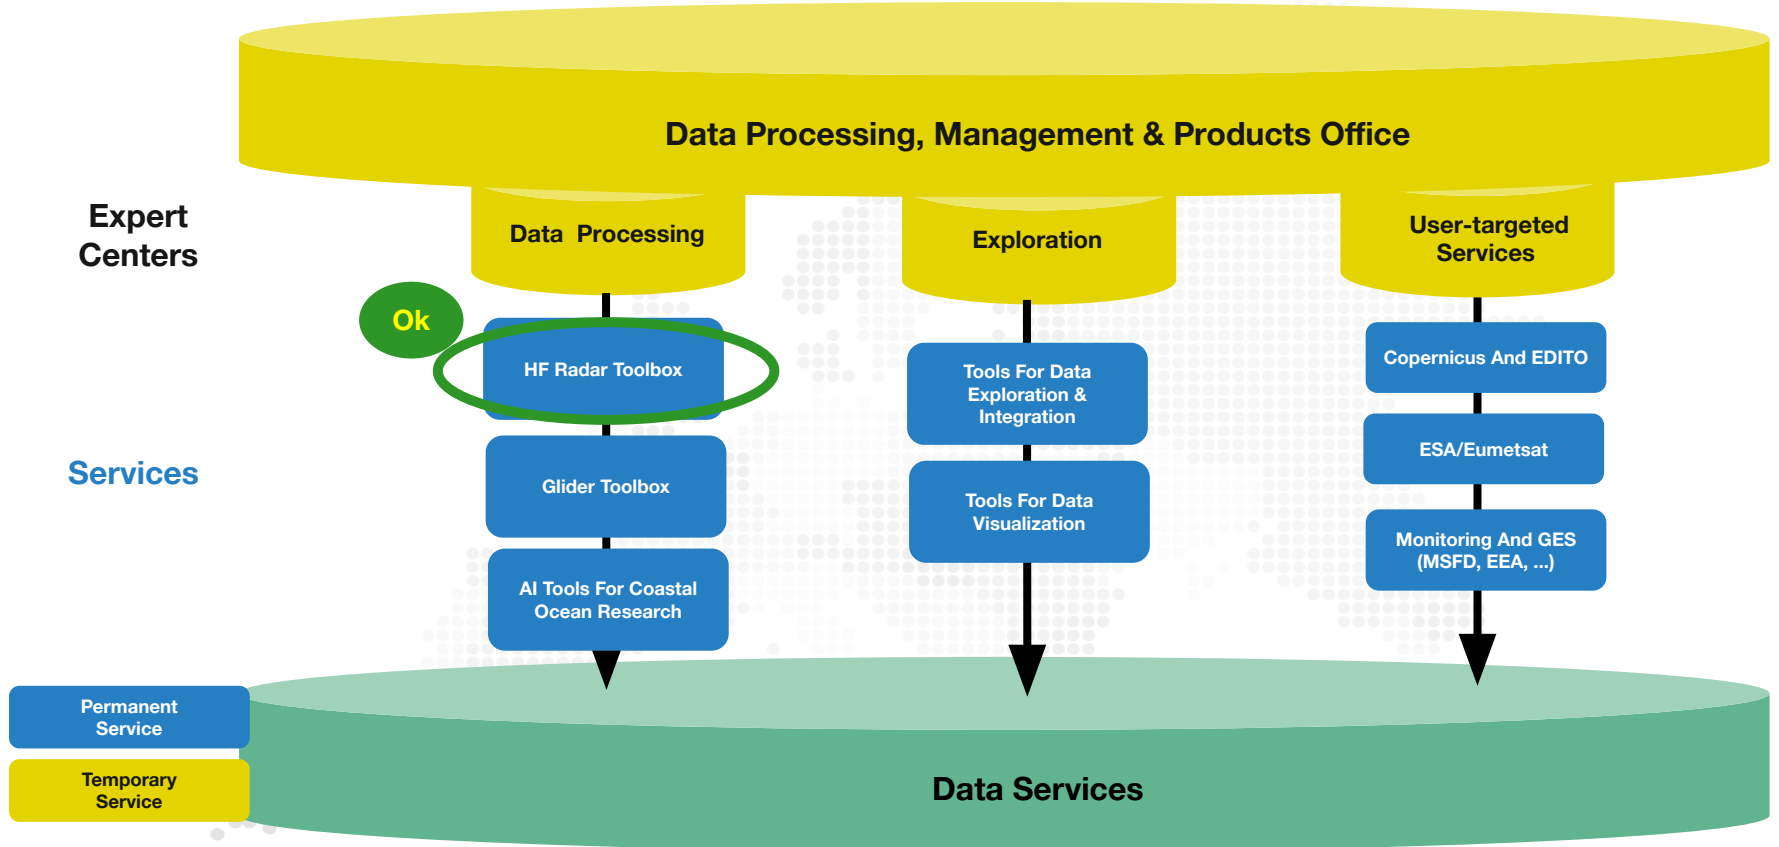 Data Processing, Management & Products Office
Expert
Centers
Data Processing
Exploration
User-targeted
Services
Ok
HF Radar Toolbox
Tools For Data
Exploration &
Integration
Copernicus And EDITO
Services
Glider Toolbox
Tools For Data
Visualization
ESA/Eumetsat
Monitoring And GES
(MSFD, EEA, ...)
AI Tools For Coastal
Ocean Research
Permanent
Service
Temporary
Service
Data Services